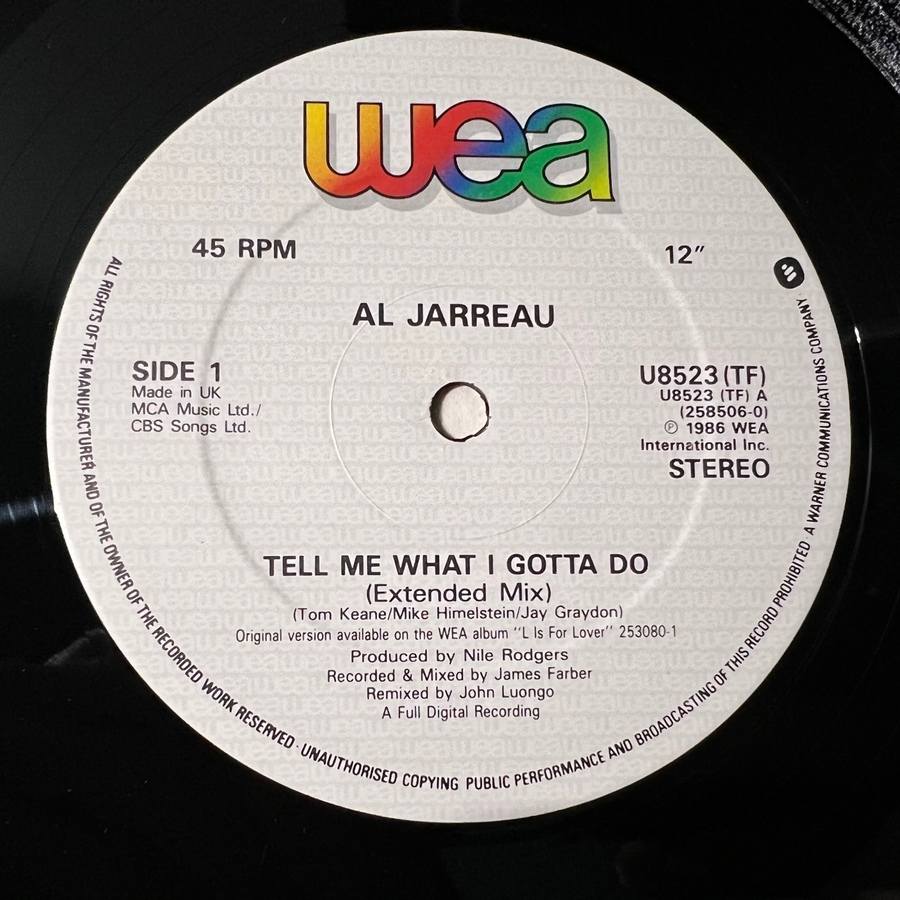 wea
45 RPM
12"
AL JARREAU
SIDE 1
Made in UK
MCA Music Ltd./
CBS Songs Ltd.
U8523 (TF)
U8523 (TF) A
(258506-0)
℗ 1986 WEA
International Inc.
STEREO
TELL ME WHAT I GOTTA DO
(Extended Mix)
(Tom Keane/Mike Himelstein/Jay Graydon)
Original version available on the WEA album "L Is For Lover" 253080-1
Produced by Nile Rodgers
Recorded & Mixed by James Farber
Remixed by John Luongo
A Full Digital Recording
ALL RIGHTS OF THE MANUFACTURER AND OF THE OWNER OF THE RECORDED WORK RESERVED · UNAUTHORISED COPYING PUBLIC PERFORMANCE AND BROADCASTING OF THIS RECORD PROHIBITED · A WARNER COMMUNICATIONS COMPANY